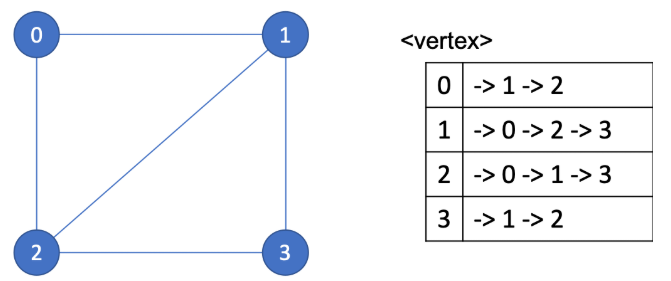 0
1
2
3
<vertex>
0 -> 1 -> 2
1 -> 0 -> 2 -> 3
2 -> 0 -> 1 -> 3
3 -> 1 -> 2